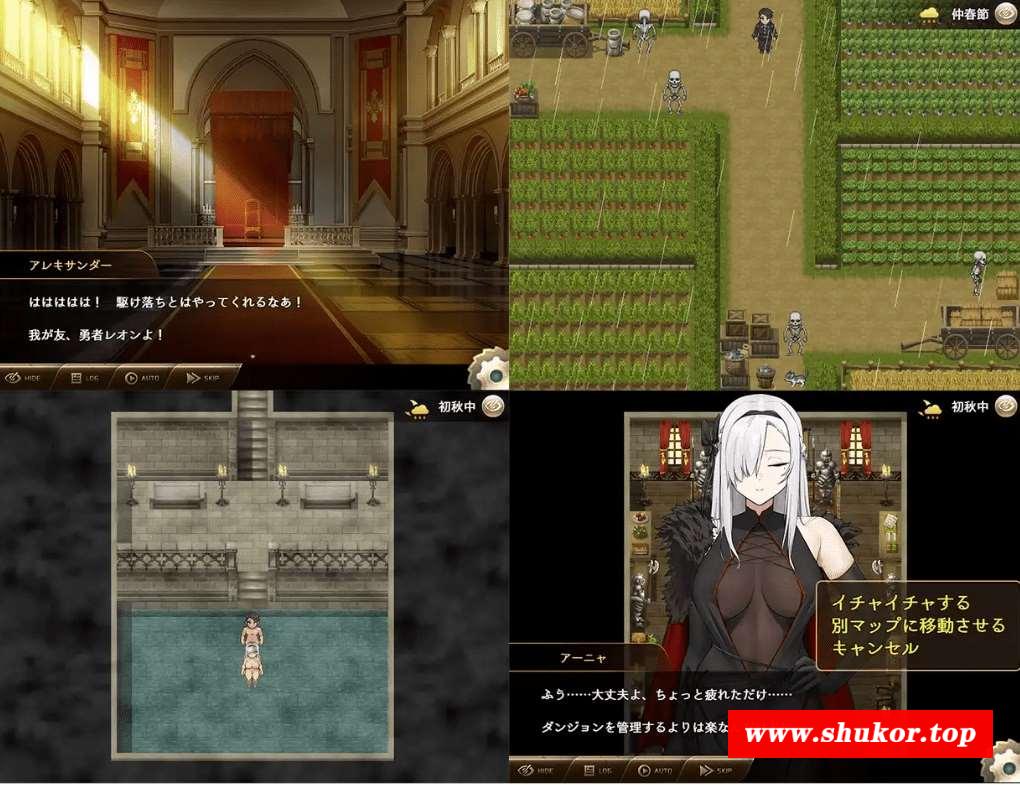 アレキサンダー
はははははは！　駆け落ちとはやってくれるなあ！
我が友、勇者レオンよ！
HIDE
LOG
AUTO
SKIP
仲春節
初秋中
初秋中
イチャイチャする
別マップに移動させる
キャンセル
アーニャ
ふう……大丈夫よ、ちょっと疲れただけ……
ダンジョンを管理するよりは楽な
www.shukor.top
HIDE
LOG
AUTO
SKIP